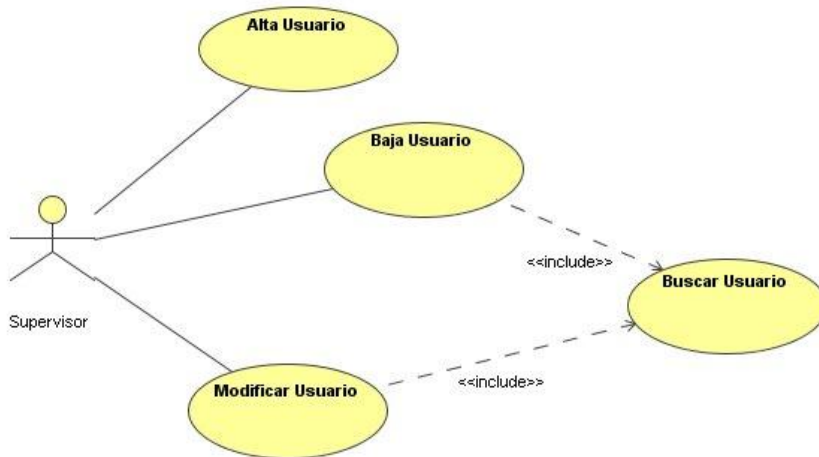 Alta Usuario
Baja Usuario
<<include>>
Buscar Usuario
Supervisor
<<include>>
Modificar Usuario